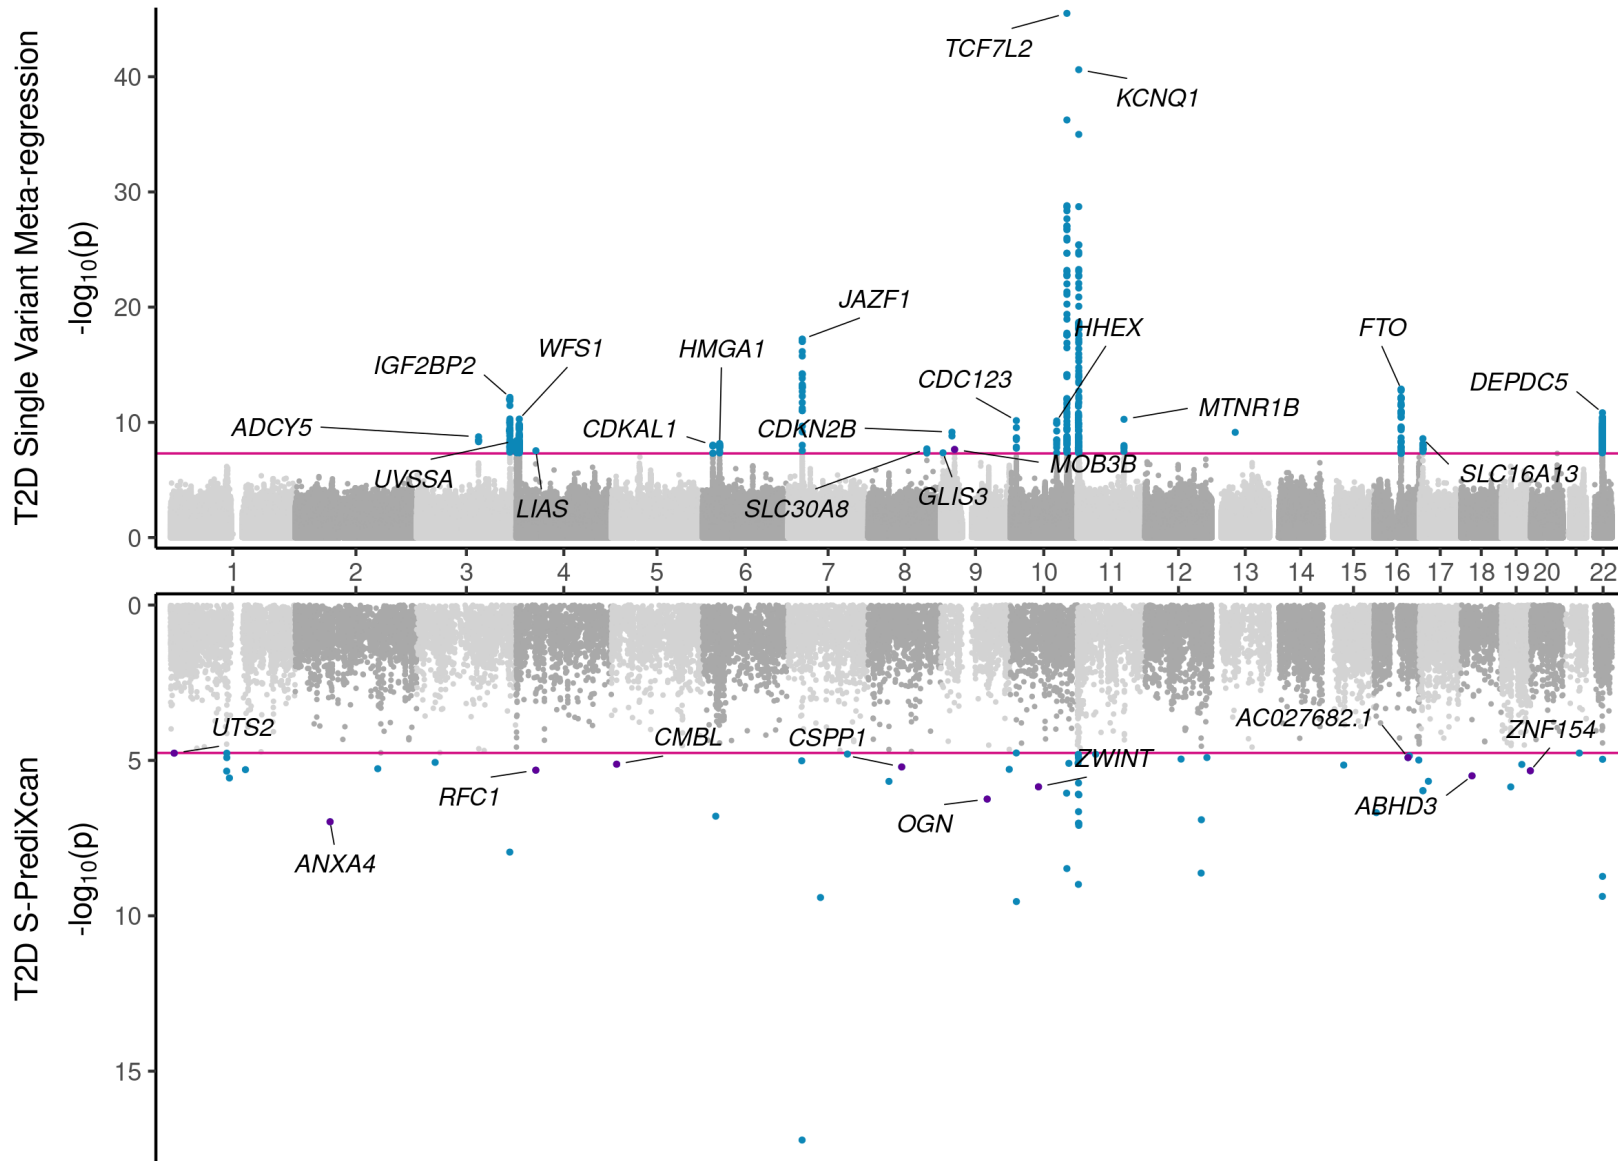 T2D Single Variant Meta-regression
-log10(p)
40
30
20
10
0
TCF7L2
KCNQ1
JAZF1
HHEX
FTO
IGF2BP2
WFS1
HMGA1
CDC123
DEPDC5
ADCY5
CDKAL1
CDKN2B
MTNR1B
UVSSA
LIAS
SLC30A8
GLIS3
MOB3B
SLC16A13
1 2 3 4 5 6 7 8 9 10 11 12 13 14 15 16 17 18 19 20 22
T2D S-PrediXcan
-log10(p)
0
5
10
15
UTS2
CMBL
CSPP1
ZWINT
AC027682.1
ZNF154
RFC1
OGN
ABHD3
ANXA4